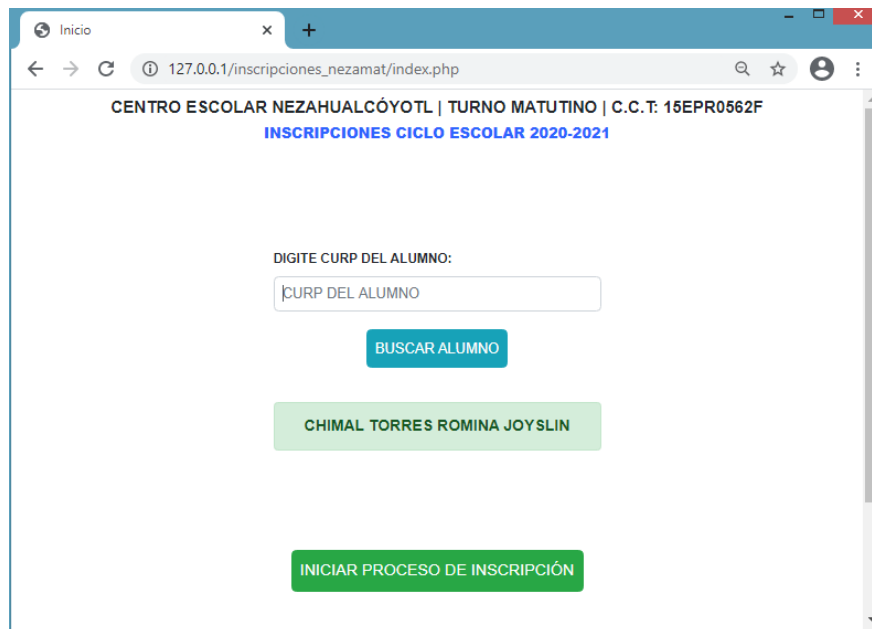 Inicio
127.0.0.1/inscripciones_nezamat/index.php
CENTRO ESCOLAR NEZAHUALCÓYOTL | TURNO MATUTINO | C.C.T: 15EPR0562F
INSCRIPCIONES CICLO ESCOLAR 2020-2021
DIGITE CURP DEL ALUMNO:
CURP DEL ALUMNO
BUSCAR ALUMNO
CHIMAL TORRES ROMINA JOYSLIN
INICIAR PROCESO DE INSCRIPCIÓN